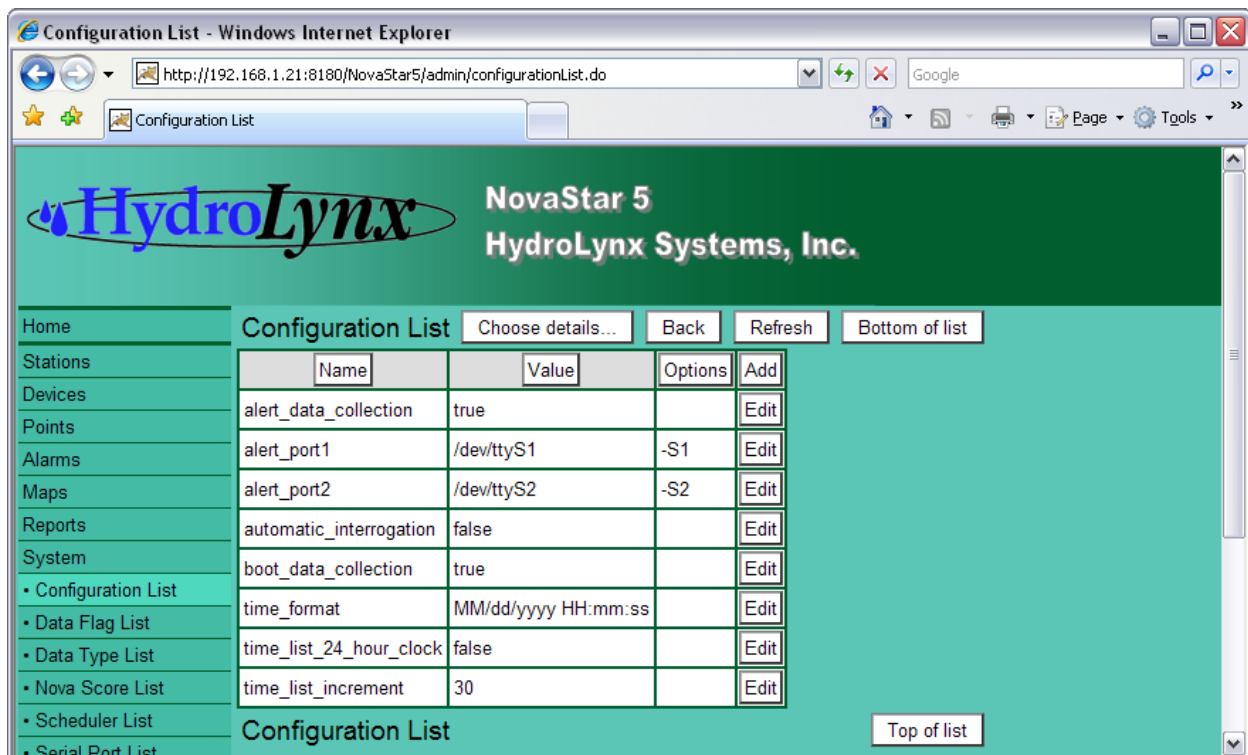 Configuration List - Windows Internet Explorer
http://192.168.1.21:8180/NovaStar5/admin/configurationList.do
Google
Configuration List
Page
Tools
»
HydroLynx
NovaStar 5
HydroLynx Systems, Inc.
Home
Stations
Devices
Points
Alarms
Maps
Reports
System
• Configuration List
• Data Flag List
• Data Type List
• Nova Score List
• Scheduler List
• Serial Port List
Configuration List Choose details... Back Refresh Bottom of list
Name Value Options Add
alert_data_collection true Edit
alert_port1 /dev/ttyS1 -S1 Edit
alert_port2 /dev/ttyS2 -S2 Edit
automatic_interrogation false Edit
boot_data_collection true Edit
time_format MM/dd/yyyy HH:mm:ss Edit
time_list_24_hour_clock false Edit
time_list_increment 30 Edit
Configuration List Top of list